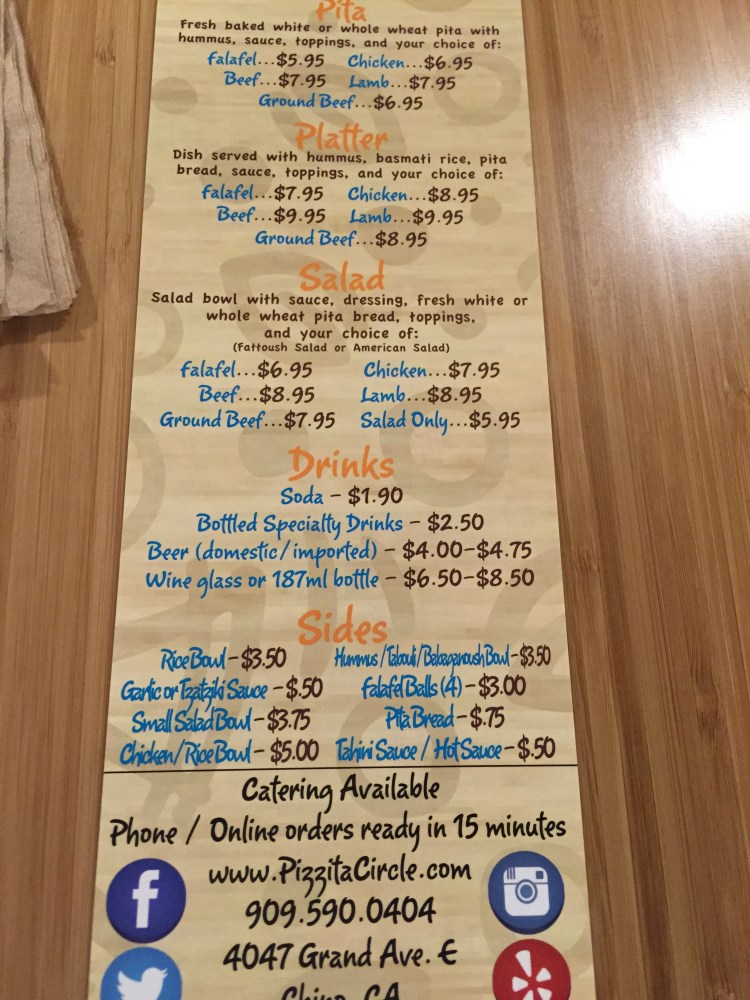 Pita
Fresh baked white or whole wheat pita with
hummus, sauce, toppings, and your choice of:
falafel...$5.95 Chicken...$6.95
Beef...$7.95 Lamb...$7.95
Ground Beef...$6.95
Platter
Dish served with hummus, basmati rice, pita
bread, sauce, toppings, and your choice of:
falafel...$7.95 Chicken...$8.95
Beef...$9.95 Lamb...$9.95
Ground Beef...$8.95
Salad
Salad bowl with sauce, dressing, fresh white or
whole wheat pita bread, toppings,
and your choice of:
(Fattoush Salad or American Salad)
falafel...$6.95 Chicken...$7.95
Beef...$8.95 Lamb...$8.95
Ground Beef...$7.95 Salad Only...$5.95
Drinks
Soda - $1.90
Bottled Specialty Drinks - $2.50
Beer (domestic/imported) - $4.00-$4.75
Wine glass or 187ml bottle - $6.50-$8.50
Sides
Rice Bowl-$3.50 Hummus/Tabouli/Babaganoush Bowl-$3.50
Garlic or Tzatziki Sauce -$.50 falafel Balls (4)-$3.00
Small Salad Bowl-$3.75 Pita Bread-$.75
Chicken/Rice Bowl- $5.00 Tahini Sauce / Hot Sauce-$.50
Catering Available
Phone / Online orders ready in 15 minutes
www.PizzitaCircle.com
909.590.0404
4047 Grand Ave. E
Chino, CA